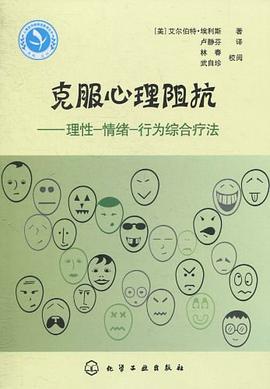 [美]艾尔伯特·埃利斯 著
卢静芬 译
林春
武自珍 校阅
克服心理阻抗
——理性-情绪-行为综合疗法
化学工业出版社